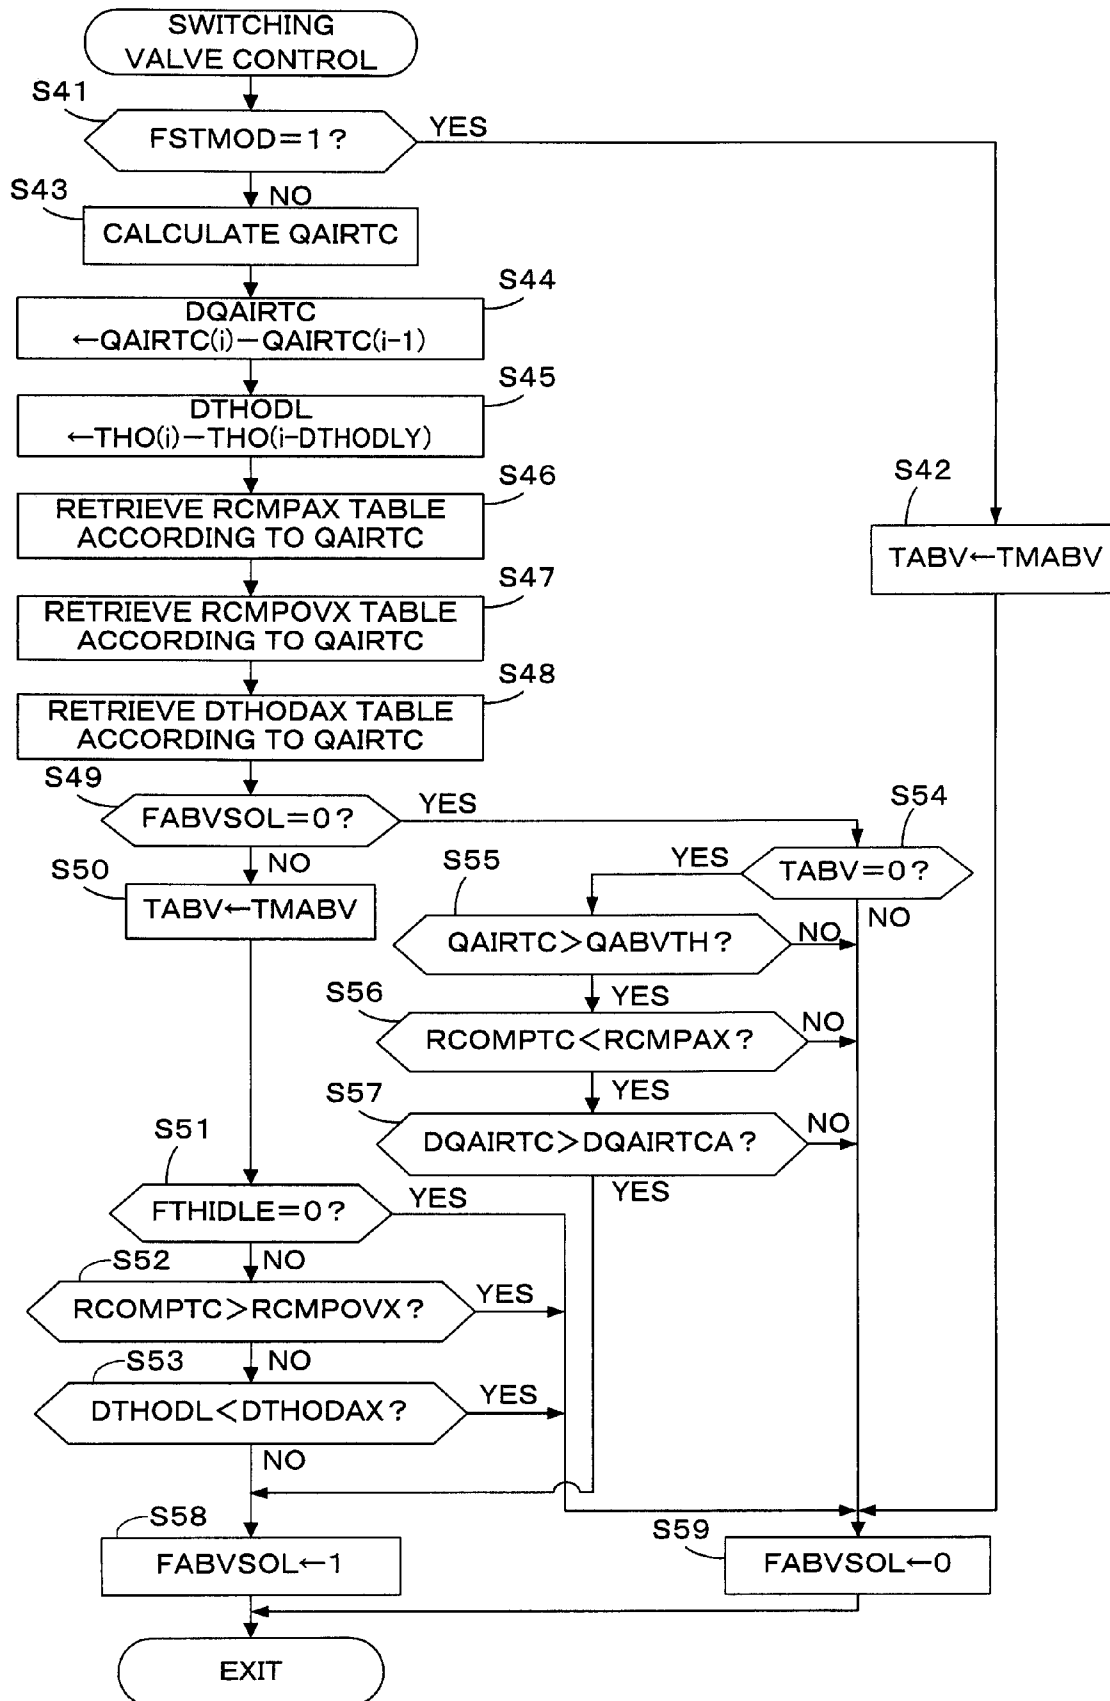 SWITCHING
VALVE CONTROL
S41
FSTMOD=1?
YES
NO
S43
CALCULATE QAIRTC
S44
DQAIRTC
←QAIRTC(i)−QAIRTC(i-1)
S45
DTHODL
←THO(i)−THO(i-DTHODLY)
S46
RETRIEVE RCMPAX TABLE
ACCORDING TO QAIRTC
S42
TABV←TMABV
S47
RETRIEVE RCMPOVX TABLE
ACCORDING TO QAIRTC
S48
RETRIEVE DTHODAX TABLE
ACCORDING TO QAIRTC
S49
FABVSOL=0?
YES
NO
S54
TABV=0?
YES
NO
S50
TABV←TMABV
S55
QAIRTC>QABVTH?
NO
YES
S56
RCOMPTC<RCMPAX?
NO
YES
S57
DQAIRTC>DQAIRTCA?
NO
YES
S51
FTHIDLE=0?
YES
NO
S52
RCOMPTC>RCMPOVX?
YES
NO
S53
DTHODL<DTHODAX?
YES
NO
S58
FABVSOL←1
S59
FABVSOL←0
EXIT